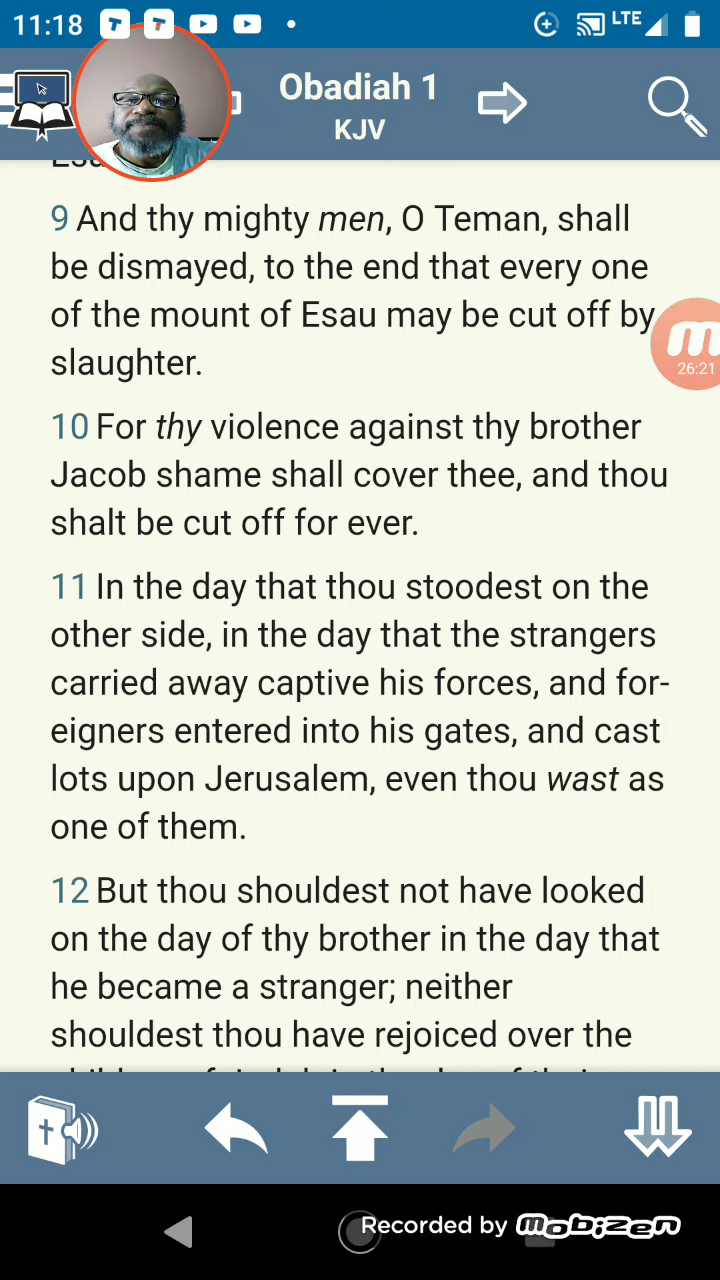 11:18
LTE
Obadiah 1
KJV
9 And thy mighty men, O Teman, shall
be dismayed, to the end that every one
of the mount of Esau may be cut off by
slaughter.
26:21
10 For thy violence against thy brother
Jacob shame shall cover thee, and thou
shalt be cut off for ever.
11 In the day that thou stoodest on the
other side, in the day that the strangers
carried away captive his forces, and for-
eigners entered into his gates, and cast
lots upon Jerusalem, even thou wast as
one of them.
12 But thou shouldest not have looked
on the day of thy brother in the day that
he became a stranger; neither
shouldest thou have rejoiced over the
Recorded by Mobizen